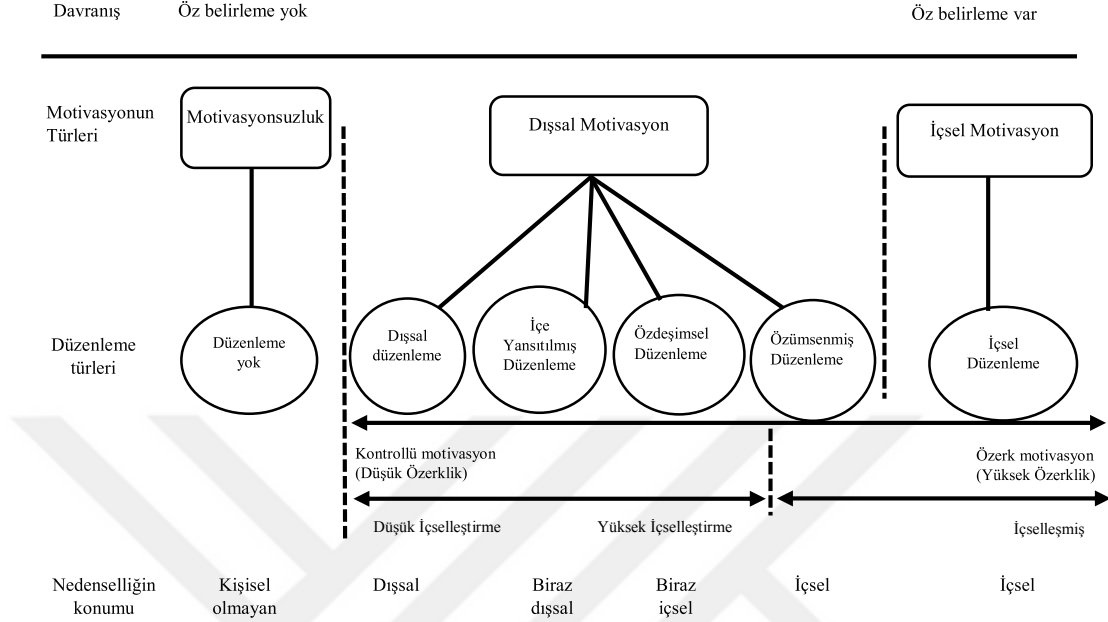 Davranış
Öz belirleme yok
Öz belirleme var
Motivasyonun
Türleri
Motivasyonsuzluk
Dışsal Motivasyon
İçsel Motivasyon
Düzenleme
türleri
Düzenleme
yok
Dışsal
düzenleme
İçe
Yansıtılmış
Düzenleme
Özdeşimsel
Düzenleme
Özümsenmiş
Düzenleme
İçsel
Düzenleme
Kontrollü motivasyon
(Düşük Özerklik)
Özerk motivasyon
(Yüksek Özerklik)
Düşük İçselleştirme
Yüksek İçselleştirme
İçselleşmiş
Nedenselliğin
konumu
Kişisel
olmayan
Dışsal
Biraz
dışsal
Biraz
içsel
İçsel
İçsel